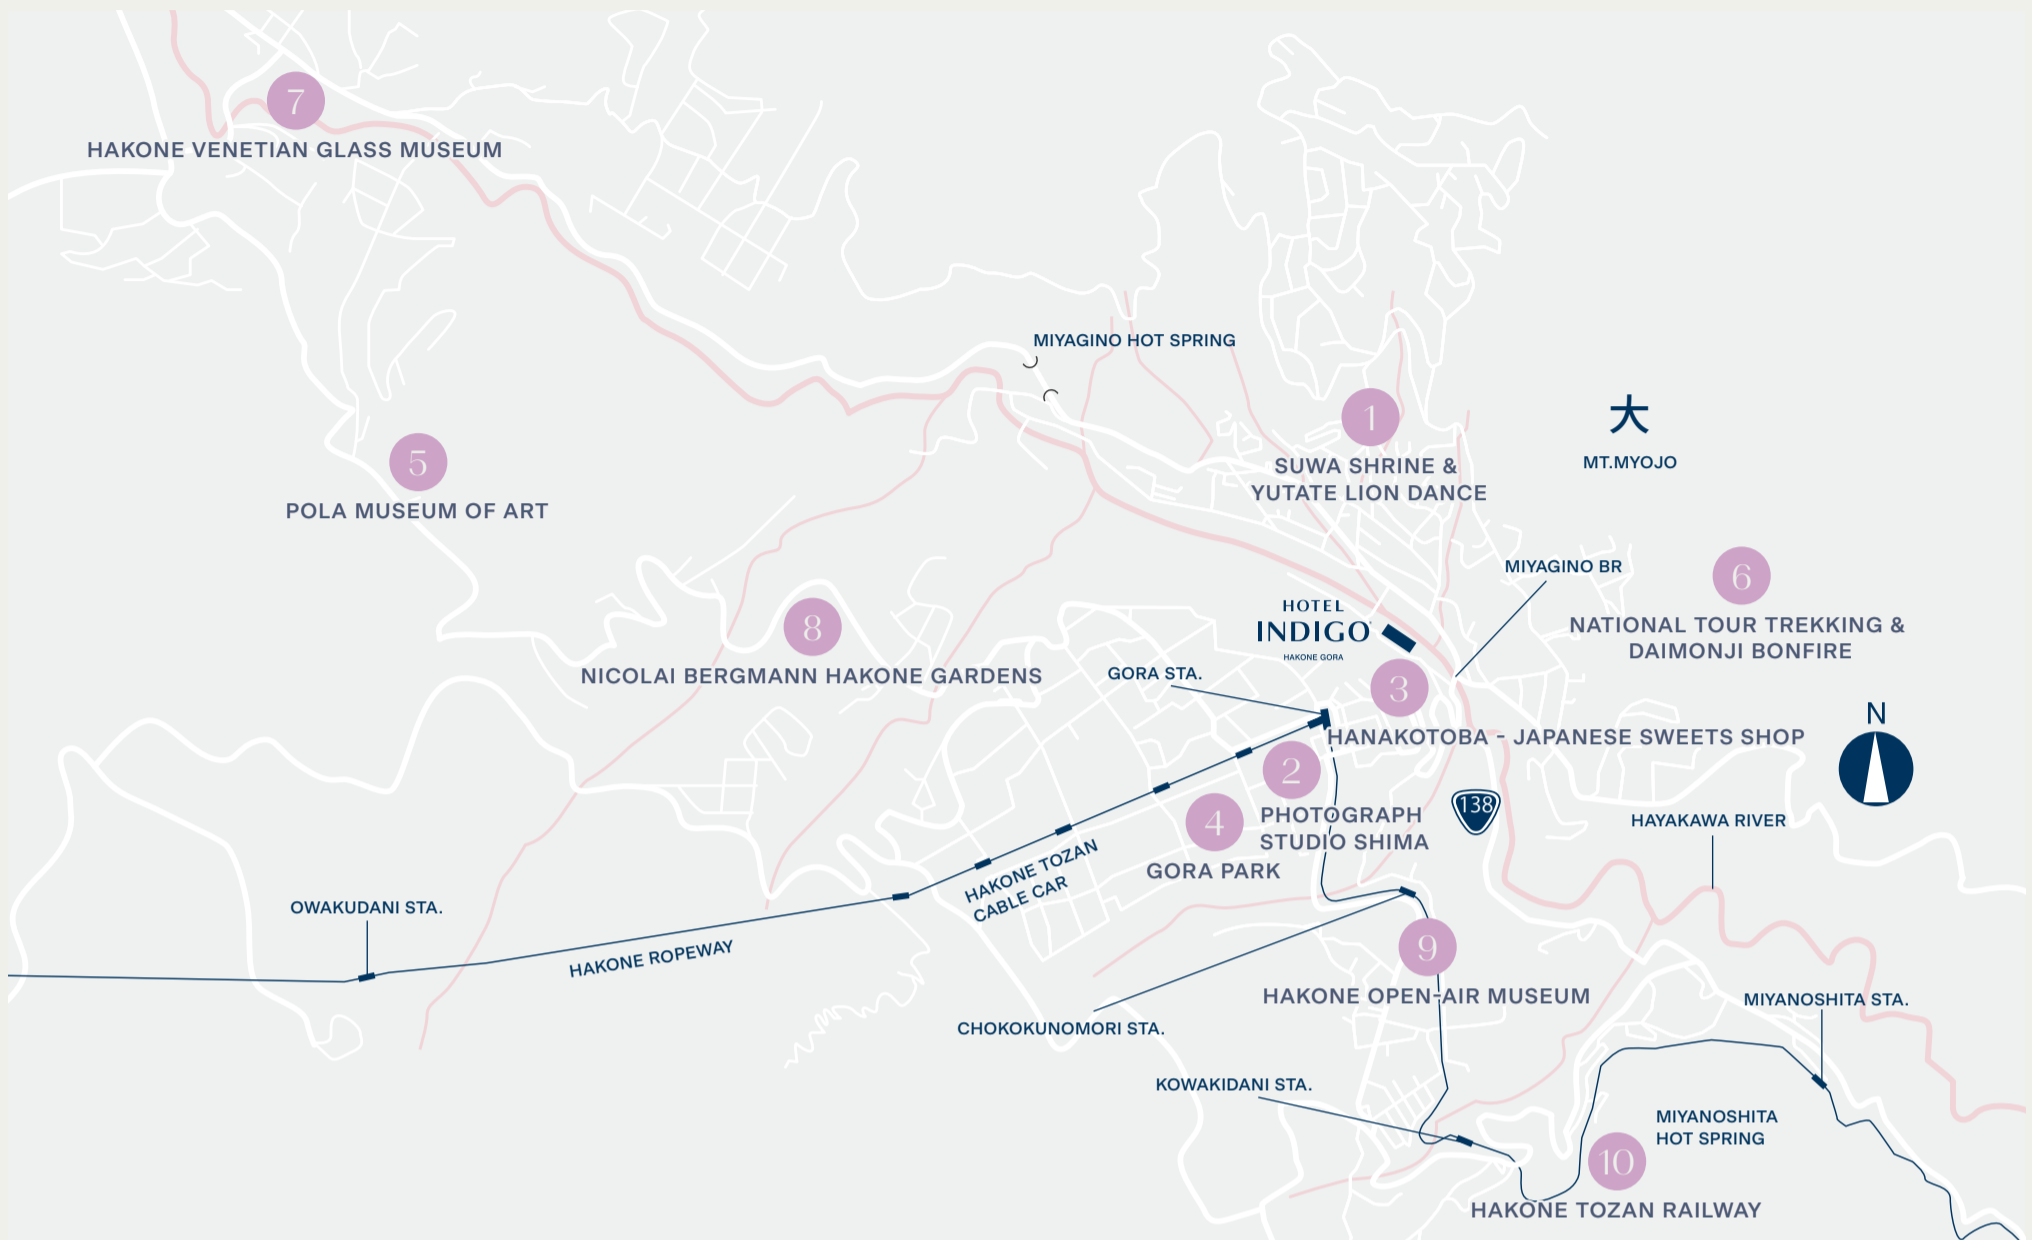 7
HAKONE VENETIAN GLASS MUSEUM
MIYAGINO HOT SPRING
1
SUWA SHRINE &
YUTATE LION DANCE
大
MT.MYOJO
5
POLA MUSEUM OF ART
MIYAGINO BR
6
NATIONAL TOUR TREKKING &
DAIMONJI BONFIRE
HOTEL
INDIGO
HAKONE GORA
8
NICOLAI BERGMANN HAKONE GARDENS
GORA STA.
3
HANAKOTOBA - JAPANESE SWEETS SHOP
N
2
PHOTOGRAPH
STUDIO SHIMA
4
GORA PARK
138
HAYAKAWA RIVER
HAKONE TOZAN
CABLE CAR
OWAKUDANI STA.
HAKONE ROPEWAY
9
HAKONE OPEN-AIR MUSEUM
CHOKOKUNOMORI STA.
MIYANOSHITA STA.
KOWAKIDANI STA.
MIYANOSHITA
HOT SPRING
10
HAKONE TOZAN RAILWAY